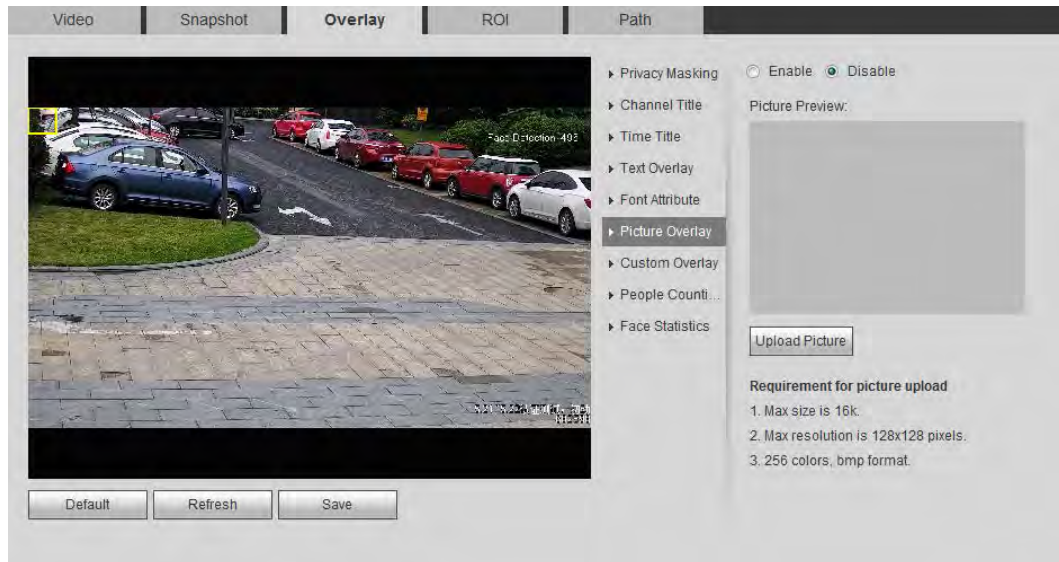 Video Snapshot Overlay ROI Path
Privacy Masking
Channel Title
Time Title
Text Overlay
Font Attribute
Picture Overlay
Custom Overlay
People Counti...
Face Statistics
Enable Disable
Picture Preview:
Face Detection
Upload Picture
Requirement for picture upload
1. Max size is 16k.
2. Max resolution is 128x128 pixels.
3. 256 colors, bmp format.
Default Refresh Save